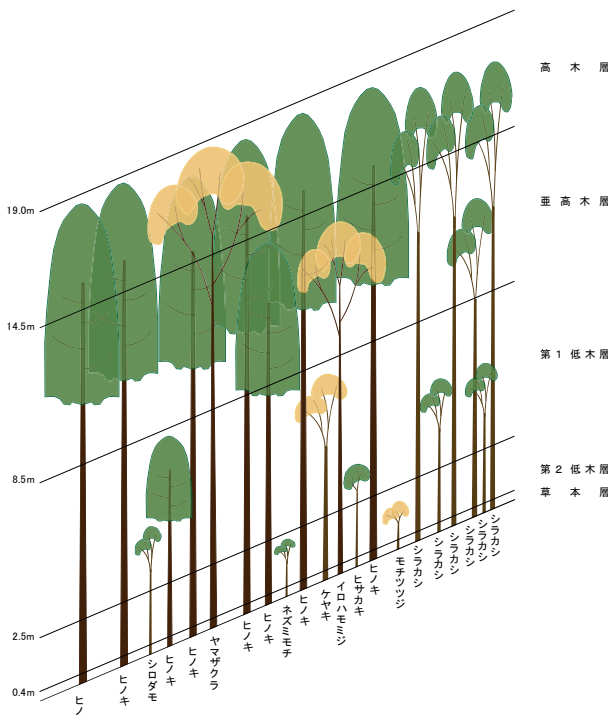 高木層
19.0m
亜高木層
14.5m
第1低木層
8.5m
第2低木層
草本層
2.5m
0.4m
ヒノ
ヒノキ
シロダモ
ヒノキ
ヒノキ
ヤマザクラ
ヒノキ
ヒノキ
ネズミモチ
ヒノキ
ケヤキ
イロハモミジ
ヒサカキ
ヒノキ
モチツツジ
シラカシ
シラカシ
シラカシ
シラカシ
シラカシ
シラカシ